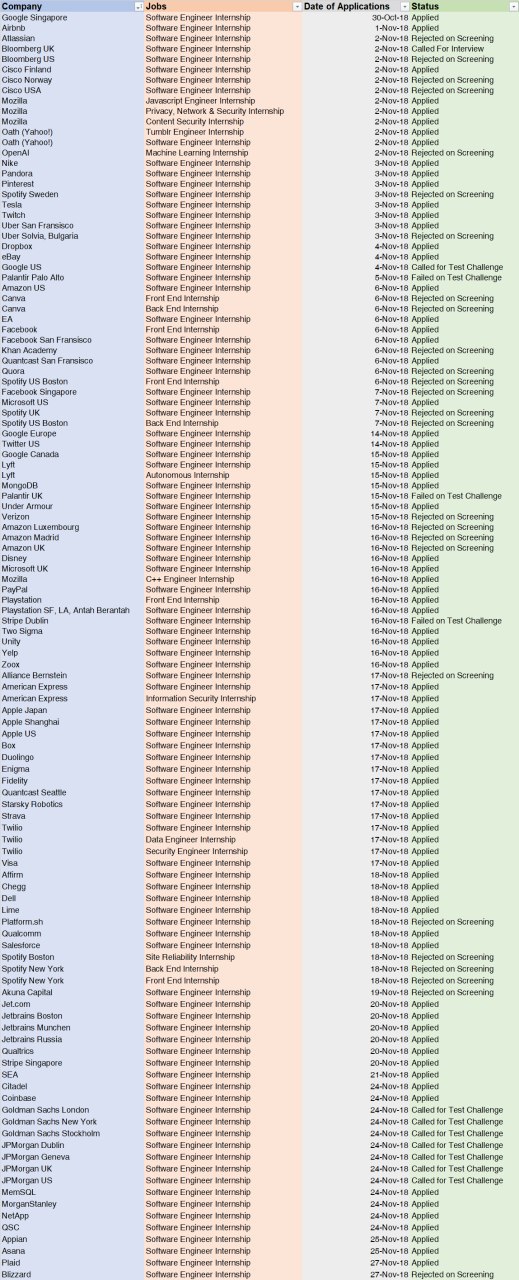 Company Jobs Date of Applications Status
Google Singapore Software Engineer Internship 30-Oct-18 Applied
Airbnb Software Engineer Internship 1-Nov-18 Applied
Atlassian Software Engineer Internship 2-Nov-18 Rejected on Screening
Bloomberg UK Software Engineer Internship 2-Nov-18 Called For Interview
Bloomberg US Software Engineer Internship 2-Nov-18 Rejected on Screening
Cisco Finland Software Engineer Internship 2-Nov-18 Applied
Cisco Norway Software Engineer Internship 2-Nov-18 Rejected on Screening
Cisco USA Software Engineer Internship 2-Nov-18 Rejected on Screening
Mozilla Javascript Engineer Internship 2-Nov-18 Applied
Mozilla Privacy, Network & Security Internship 2-Nov-18 Applied
Mozilla Content Security Internship 2-Nov-18 Applied
Oath (Yahoo!) Tumblr Engineer Internship 2-Nov-18 Applied
Oath (Yahoo!) Software Engineer Internship 2-Nov-18 Applied
OpenAI Machine Learning Internship 2-Nov-18 Rejected on Screening
Nike Software Engineer Internship 3-Nov-18 Applied
Pandora Software Engineer Internship 3-Nov-18 Applied
Pinterest Software Engineer Internship 3-Nov-18 Applied
Spotify Sweden Software Engineer Internship 3-Nov-18 Rejected on Screening
Tesla Software Engineer Internship 3-Nov-18 Applied
Twitch Software Engineer Internship 3-Nov-18 Applied
Uber San Fransisco Software Engineer Internship 3-Nov-18 Applied
Uber Solvia, Bulgaria Software Engineer Internship 3-Nov-18 Rejected on Screening
Dropbox Software Engineer Internship 4-Nov-18 Applied
eBay Software Engineer Internship 4-Nov-18 Applied
Google US Software Engineer Internship 4-Nov-18 Called for Test Challenge
Palantir Palo Alto Software Engineer Internship 5-Nov-18 Failed on Test Challenge
Amazon US Software Engineer Internship 6-Nov-18 Applied
Canva Front End Internship 6-Nov-18 Rejected on Screening
Canva Back End Internship 6-Nov-18 Rejected on Screening
EA Software Engineer Internship 6-Nov-18 Applied
Facebook Front End Internship 6-Nov-18 Applied
Facebook San Fransisco Software Engineer Internship 6-Nov-18 Applied
Khan Academy Software Engineer Internship 6-Nov-18 Rejected on Screening
Quantcast San Fransisco Software Engineer Internship 6-Nov-18 Applied
Quora Software Engineer Internship 6-Nov-18 Rejected on Screening
Spotify US Boston Front End Internship 6-Nov-18 Rejected on Screening
Facebook Singapore Software Engineer Internship 7-Nov-18 Rejected on Screening
Microsoft US Software Engineer Internship 7-Nov-18 Applied
Spotify UK Software Engineer Internship 7-Nov-18 Rejected on Screening
Spotify US Boston Back End Internship 7-Nov-18 Rejected on Screening
Google Europe Software Engineer Internship 14-Nov-18 Applied
Twitter US Software Engineer Internship 14-Nov-18 Applied
Google Canada Software Engineer Internship 15-Nov-18 Applied
Lyft Software Engineer Internship 15-Nov-18 Applied
Lyft Autonomous Internship 15-Nov-18 Applied
MongoDB Software Engineer Internship 15-Nov-18 Applied
Palantir UK Software Engineer Internship 15-Nov-18 Failed on Test Challenge
Under Armour Software Engineer Internship 15-Nov-18 Applied
Verizon Software Engineer Internship 15-Nov-18 Rejected on Screening
Amazon Luxembourg Software Engineer Internship 16-Nov-18 Rejected on Screening
Amazon Madrid Software Engineer Internship 16-Nov-18 Rejected on Screening
Amazon UK Software Engineer Internship 16-Nov-18 Rejected on Screening
Disney Software Engineer Internship 16-Nov-18 Applied
Microsoft UK Software Engineer Internship 16-Nov-18 Applied
Mozilla C++ Engineer Internship 16-Nov-18 Applied
PayPal Software Engineer Internship 16-Nov-18 Applied
Playstation Front End Internship 16-Nov-18 Applied
Playstation SF, LA, Antah Berantah Software Engineer Internship 16-Nov-18 Applied
Stripe Dublin Software Engineer Internship 16-Nov-18 Failed on Test Challenge
Two Sigma Software Engineer Internship 16-Nov-18 Applied
Unity Software Engineer Internship 16-Nov-18 Applied
Yelp Software Engineer Internship 16-Nov-18 Applied
Zoox Software Engineer Internship 16-Nov-18 Applied
Alliance Bernstein Software Engineer Internship 17-Nov-18 Rejected on Screening
American Express Software Engineer Internship 17-Nov-18 Applied
American Express Information Security Internship 17-Nov-18 Applied
Apple Japan Software Engineer Internship 17-Nov-18 Applied
Apple Shanghai Software Engineer Internship 17-Nov-18 Applied
Apple US Software Engineer Internship 17-Nov-18 Applied
Box Software Engineer Internship 17-Nov-18 Applied
Duolingo Software Engineer Internship 17-Nov-18 Applied
Enigma Software Engineer Internship 17-Nov-18 Applied
Fidelity Software Engineer Internship 17-Nov-18 Applied
Quantcast Seattle Software Engineer Internship 17-Nov-18 Applied
Starsky Robotics Software Engineer Internship 17-Nov-18 Applied
Strava Software Engineer Internship 17-Nov-18 Applied
Twilio Software Engineer Internship 17-Nov-18 Applied
Twilio Data Engineer Internship 17-Nov-18 Applied
Twilio Security Engineer Internship 17-Nov-18 Applied
Visa Software Engineer Internship 17-Nov-18 Applied
Affirm Software Engineer Internship 18-Nov-18 Applied
Chegg Software Engineer Internship 18-Nov-18 Applied
Dell Software Engineer Internship 18-Nov-18 Applied
Lime Software Engineer Internship 18-Nov-18 Applied
Platform.sh Software Engineer Internship 18-Nov-18 Rejected on Screening
Qualcomm Software Engineer Internship 18-Nov-18 Applied
Salesforce Software Engineer Internship 18-Nov-18 Applied
Spotify Boston Site Reliability Internship 18-Nov-18 Rejected on Screening
Spotify New York Back End Internship 18-Nov-18 Rejected on Screening
Spotify New York Front End Internship 18-Nov-18 Rejected on Screening
Akuna Capital Software Engineer Internship 19-Nov-18 Rejected on Screening
Jet.com Software Engineer Internship 20-Nov-18 Applied
Jetbrains Boston Software Engineer Internship 20-Nov-18 Applied
Jetbrains Munchen Software Engineer Internship 20-Nov-18 Applied
Jetbrains Russia Software Engineer Internship 20-Nov-18 Applied
Qualtrics Software Engineer Internship 20-Nov-18 Applied
Stripe Singapore Software Engineer Internship 20-Nov-18 Applied
SEA Software Engineer Internship 21-Nov-18 Applied
Citadel Software Engineer Internship 24-Nov-18 Applied
Coinbase Software Engineer Internship 24-Nov-18 Applied
Goldman Sachs London Software Engineer Internship 24-Nov-18 Called for Test Challenge
Goldman Sachs New York Software Engineer Internship 24-Nov-18 Called for Test Challenge
Goldman Sachs Stockholm Software Engineer Internship 24-Nov-18 Called for Test Challenge
JPMorgan Dublin Software Engineer Internship 24-Nov-18 Called for Test Challenge
JPMorgan Geneva Software Engineer Internship 24-Nov-18 Called for Test Challenge
JPMorgan UK Software Engineer Internship 24-Nov-18 Called for Test Challenge
JPMorgan US Software Engineer Internship 24-Nov-18 Called for Test Challenge
MemSQL Software Engineer Internship 24-Nov-18 Applied
MorganStanley Software Engineer Internship 24-Nov-18 Applied
NetApp Software Engineer Internship 24-Nov-18 Applied
QSC Software Engineer Internship 24-Nov-18 Applied
Appian Software Engineer Internship 25-Nov-18 Applied
Asana Software Engineer Internship 25-Nov-18 Applied
Plaid Software Engineer Internship 27-Nov-18 Applied
Blizzard Software Engineer Internship 27-Nov-18 Rejected on Screening